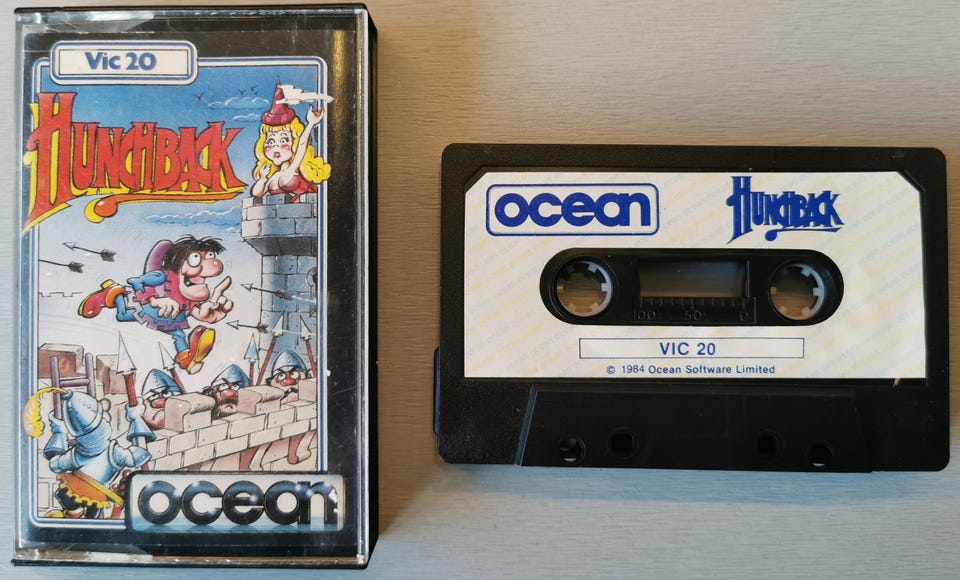 Vic 20
HUNCHBACK
ocean
ocean
HUNCHBACK
100 50 0
VIC 20
© 1984 Ocean Software Limited